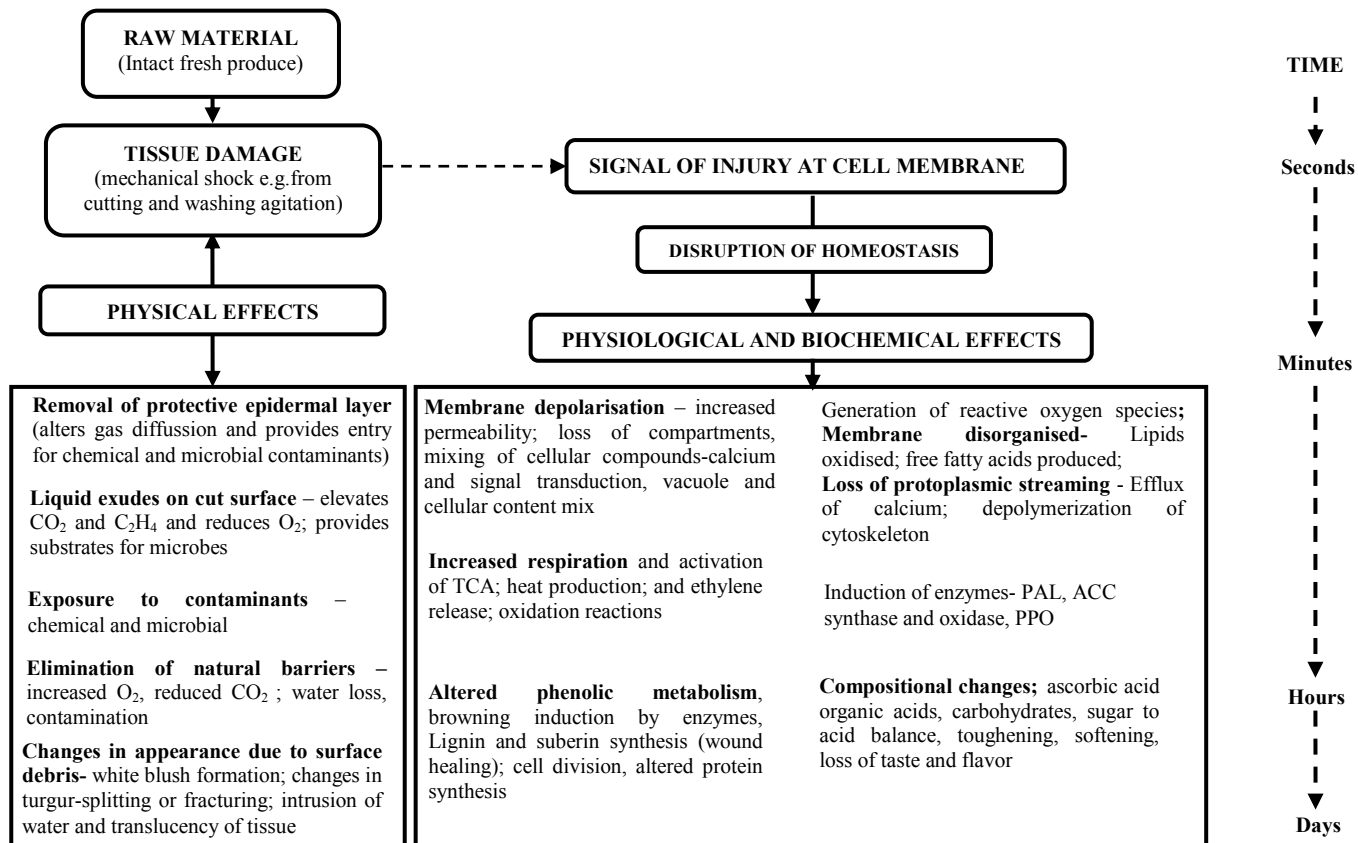 RAW MATERIAL
(Intact fresh produce)
TISSUE DAMAGE
(mechanical shock e.g.from
cutting and washing agitation)
SIGNAL OF INJURY AT CELL MEMBRANE
DISRUPTION OF HOMEOSTASIS
PHYSICAL EFFECTS
PHYSIOLOGICAL AND BIOCHEMICAL EFFECTS
Removal of protective epidermal layer
(alters gas diffussion and provides entry
for chemical and microbial contaminants)
Liquid exudes on cut surface – elevates
CO₂ and C₂H₄ and reduces O₂; provides
substrates for microbes
Exposure to contaminants –
chemical and microbial
Elimination of natural barriers –
increased O₂, reduced CO₂ ; water loss,
contamination
Changes in appearance due to surface
debris- white blush formation; changes in
turgur-splitting or fracturing; intrusion of
water and translucency of tissue
Membrane depolarisation – increased
permeability; loss of compartments,
mixing of cellular compounds-calcium
and signal transduction, vacuole and
cellular content mix
Increased respiration and activation
of TCA; heat production; and ethylene
release; oxidation reactions
Altered phenolic metabolism,
browning induction by enzymes,
Lignin and suberin synthesis (wound
healing); cell division, altered protein
synthesis
Generation of reactive oxygen species;
Membrane disorganised- Lipids
oxidised; free fatty acids produced;
Loss of protoplasmic streaming - Efflux
of calcium; depolymerization of
cytoskeleton
Induction of enzymes- PAL, ACC
synthase and oxidase, PPO
Compositional changes; ascorbic acid
organic acids, carbohydrates, sugar to
acid balance, toughening, softening,
loss of taste and flavor
TIME
Seconds
Minutes
Hours
Days